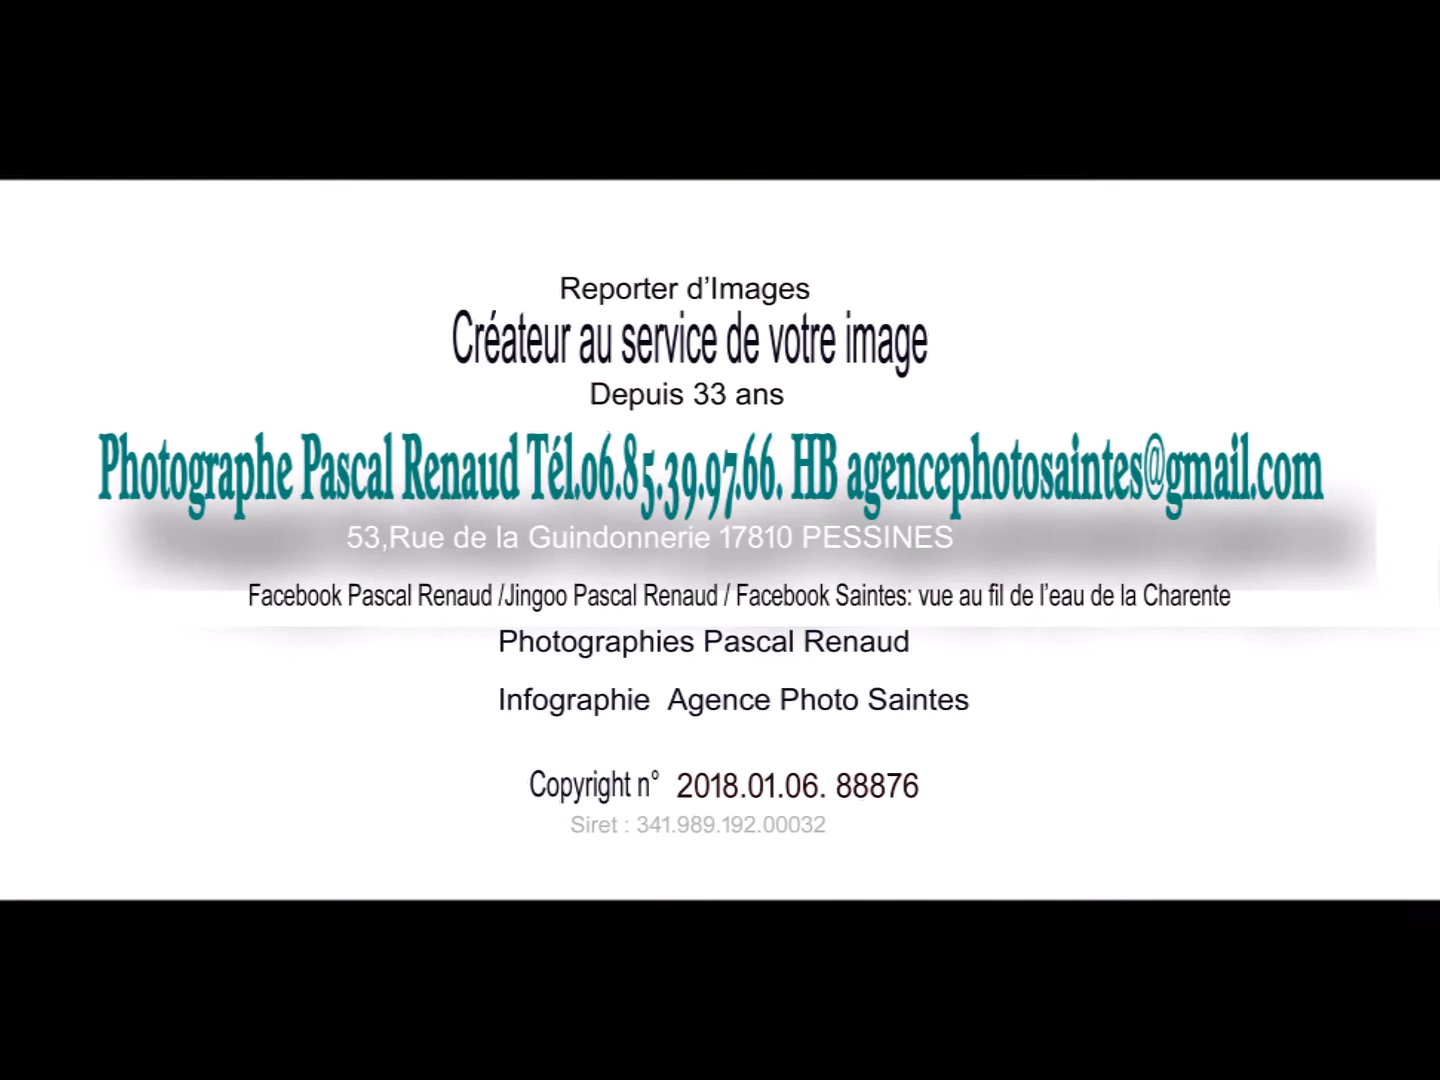 Reporter d’Images
Créateur au service de votre image
Depuis 33 ans
Photographe Pascal Renaud Tél.06.85.39.97.66. HB agencephotosaintes@gmail.com
53,Rue de la Guindonnerie 17810 PESSINES
Facebook Pascal Renaud /Jingoo Pascal Renaud / Facebook Saintes: vue au fil de l’eau de la Charente
Photographies Pascal Renaud
Infographie  Agence Photo Saintes
Copyright n°  2018.01.06. 88876
Siret : 341.989.192.00032